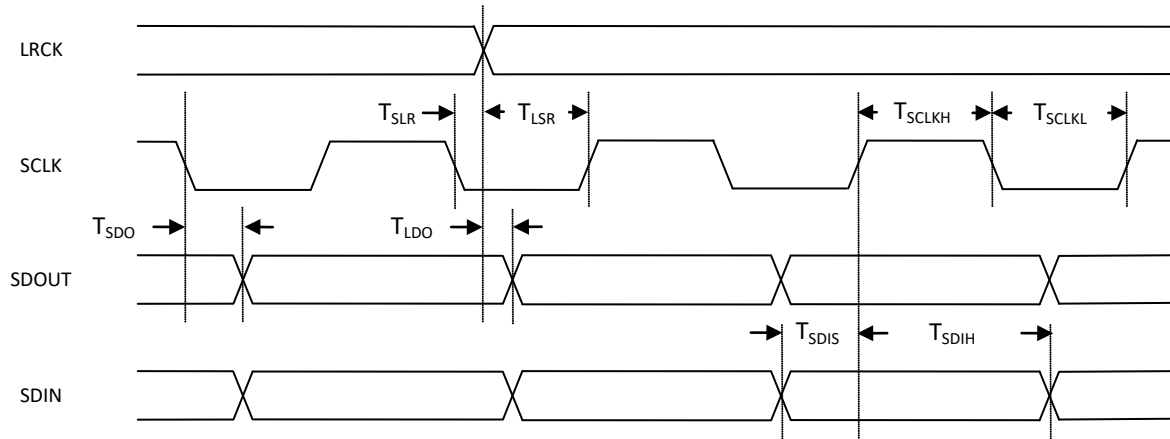 LRCK
T_SLR T_LSR T_SCLKH T_SCLKL
SCLK
T_SDO T_LDO
SDOUT
T_SDIS T_SDIH
SDIN